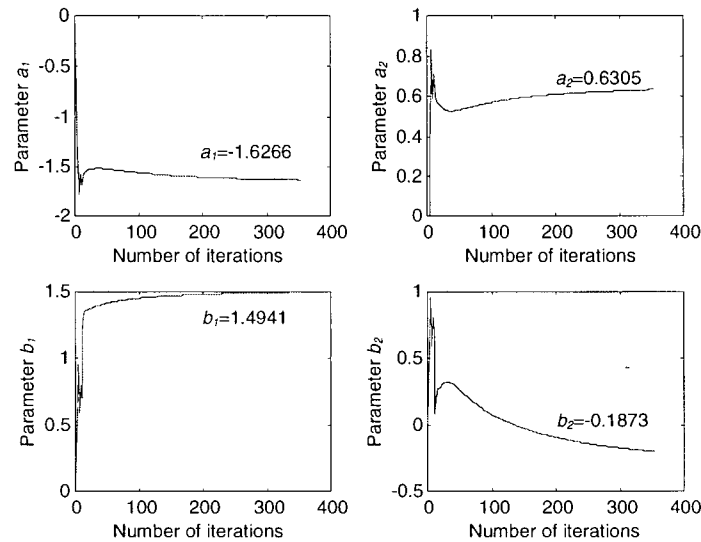 Parameter a1
0
-0.5
-1
-1.5
-2
a1=-1.6266
0 100 200 300 400
Number of iterations
Parameter a2
1
0.8
0.6
0.4
0.2
0
a2=0.6305
0 100 200 300 400
Number of iterations
Parameter b1
1.5
1
0.5
0
b1=1.4941
0 100 200 300 400
Number of iterations
Parameter b2
1
0.5
0
-0.5
b2=-0.1873
0 100 200 300 400
Number of iterations